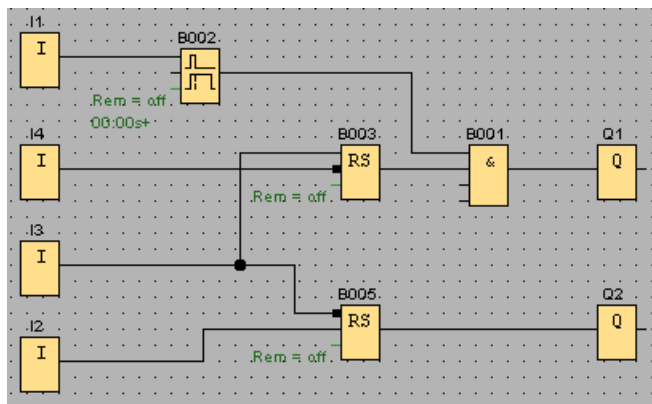 I1
I
B002
Rem = off
00:00s+
I4
I
B003
RS
Rem = off
B001
&
Q1
Q
I3
I
B005
RS
Rem = off
Q2
Q
I2
I